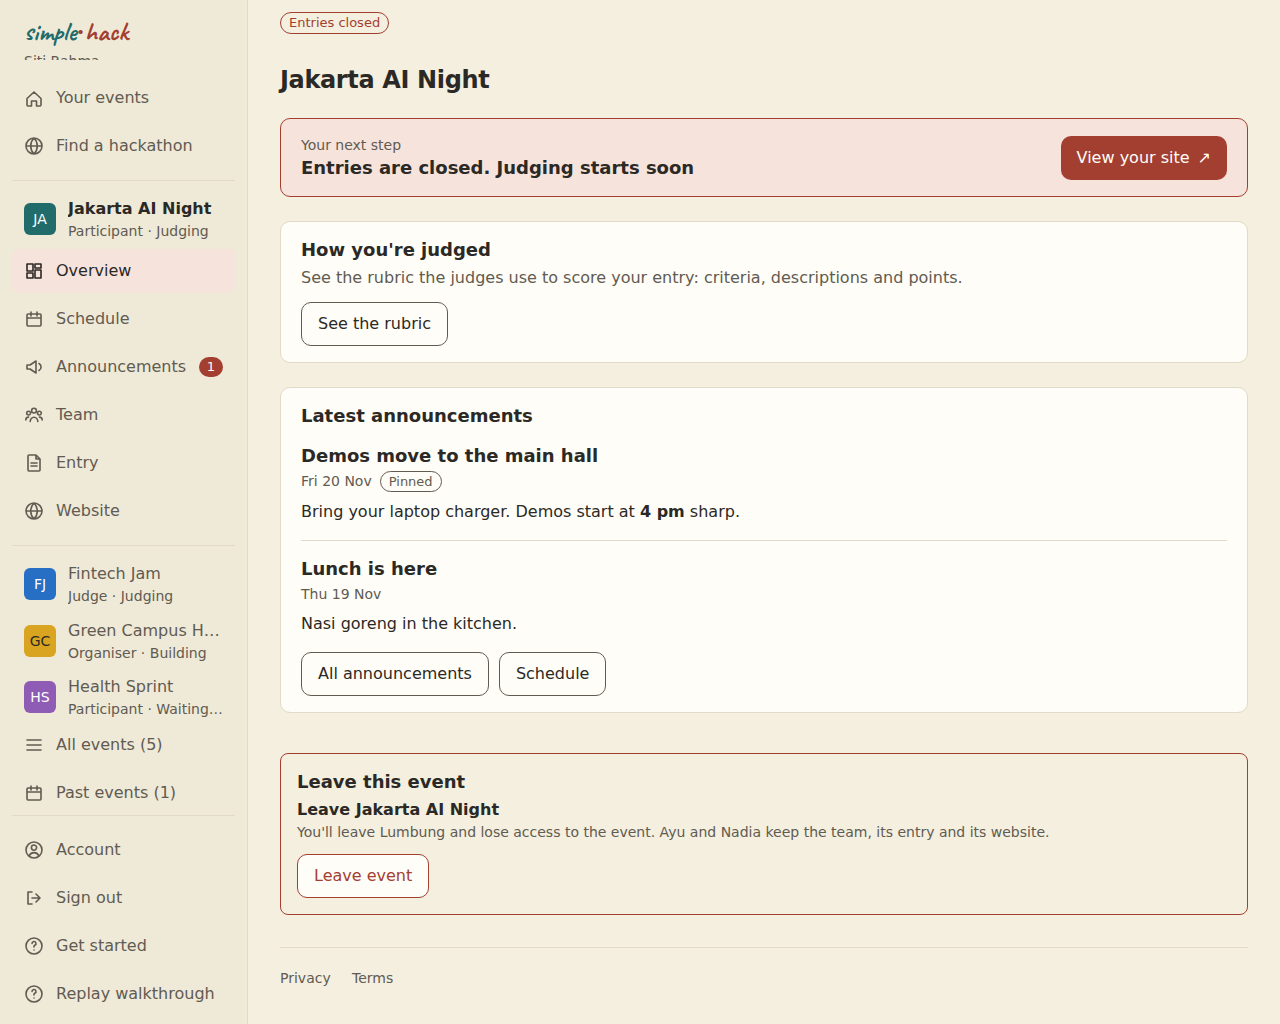 simple·hack
Siti Rahma
Your events
Find a hackathon
JA
Jakarta AI Night
Participant · Judging
Overview
Schedule
Announcements 1
Team
Entry
Website
FJ
Fintech Jam
Judge · Judging
GC
Green Campus H...
Organiser · Building
HS
Health Sprint
Participant · Waiting...
All events (5)
Past events (1)
Account
Sign out
Get started
Replay walkthrough
Entries closed
Jakarta AI Night
Your next step
Entries are closed. Judging starts soon
View your site ↗
How you're judged
See the rubric the judges use to score your entry: criteria, descriptions and points.
See the rubric
Latest announcements
Demos move to the main hall
Fri 20 Nov Pinned
Bring your laptop charger. Demos start at 4 pm sharp.
Lunch is here
Thu 19 Nov
Nasi goreng in the kitchen.
All announcements Schedule
Leave this event
Leave Jakarta AI Night
You'll leave Lumbung and lose access to the event. Ayu and Nadia keep the team, its entry and its website.
Leave event
Privacy Terms